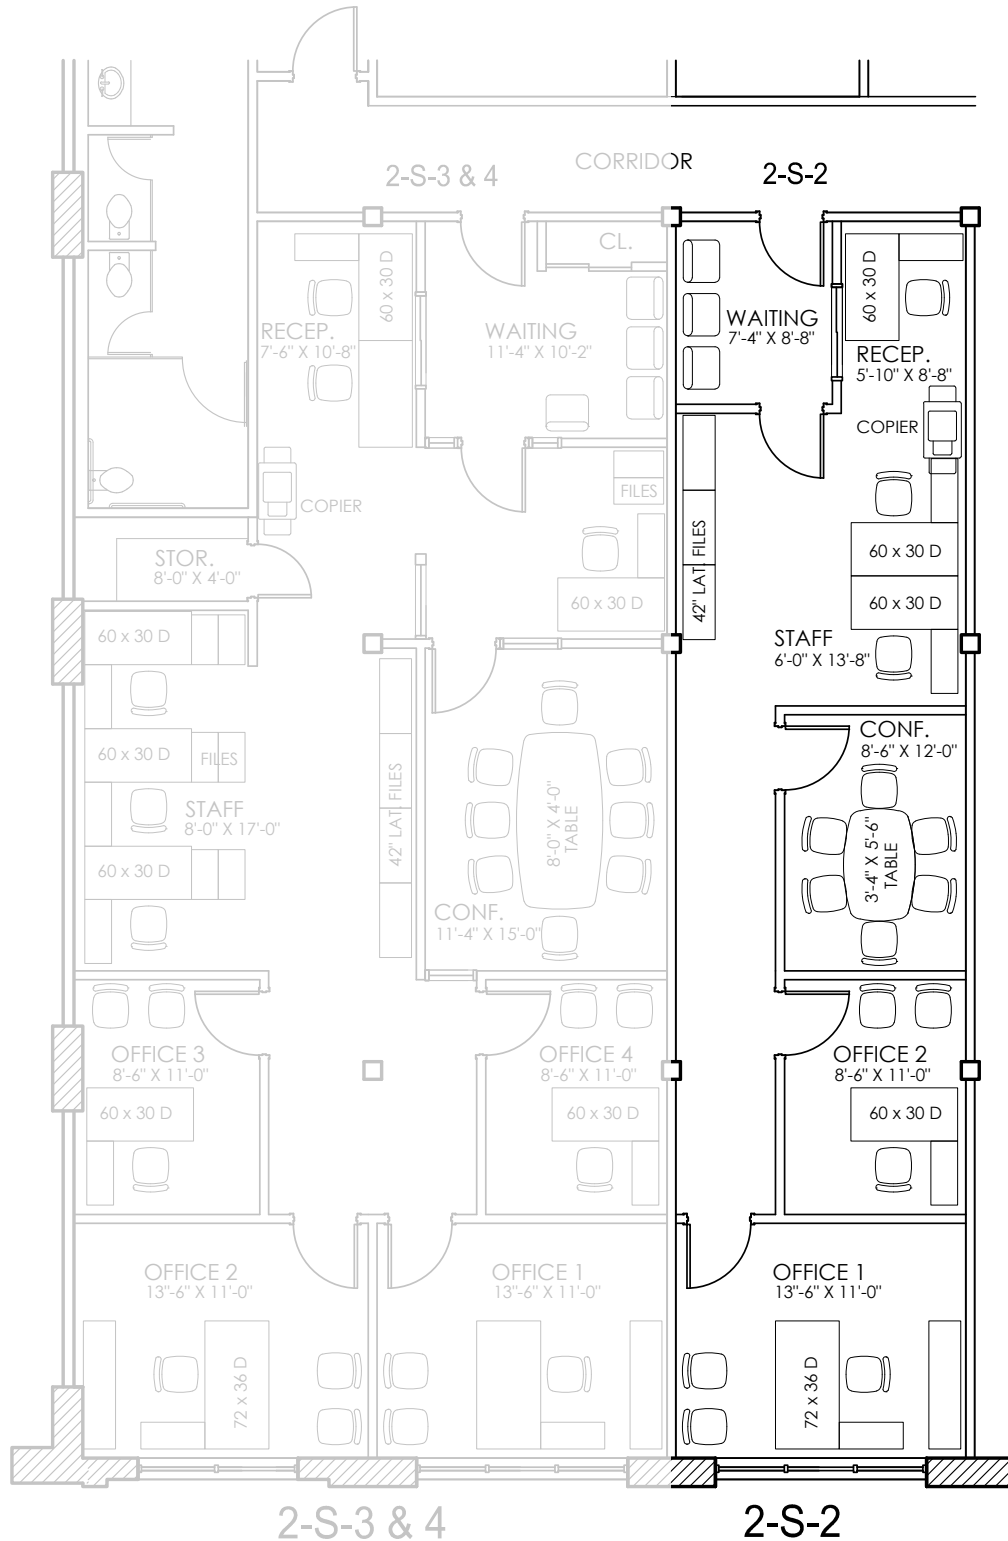 CORRIDOR
2-S-3 & 4
2-S-2
CL.
60 x 30 D
60 x 30 D
RECEP.
7'-6" X 10'-8"
WAITING
11'-4" X 10'-2"
WAITING
7'-4" X 8'-8"
RECEP.
5'-10" X 8'-8"
COPIER
FILES
COPIER
STOR.
8'-0" X 4'-0"
42" LAT. FILES
60 x 30 D
60 x 30 D
60 x 30 D
60 x 30 D
STAFF
6'-0" X 13'-8"
CONF.
8'-6" X 12'-0"
60 x 30 D
FILES
STAFF
8'-0" X 17'-0"
42" LAT. FILES
8'-0" X 4'-0"
TABLE
3'-4" X 5'-6"
TABLE
60 x 30 D
CONF.
11'-4" X 15'-0"
OFFICE 3
8'-6" X 11'-0"
OFFICE 4
8'-6" X 11'-0"
OFFICE 2
8'-6" X 11'-0"
60 x 30 D
60 x 30 D
60 x 30 D
OFFICE 2
13"-6" X 11'-0"
OFFICE 1
13"-6" X 11'-0"
OFFICE 1
13"-6" X 11'-0"
72 x 36 D
72 x 36 D
2-S-3 & 4
2-S-2